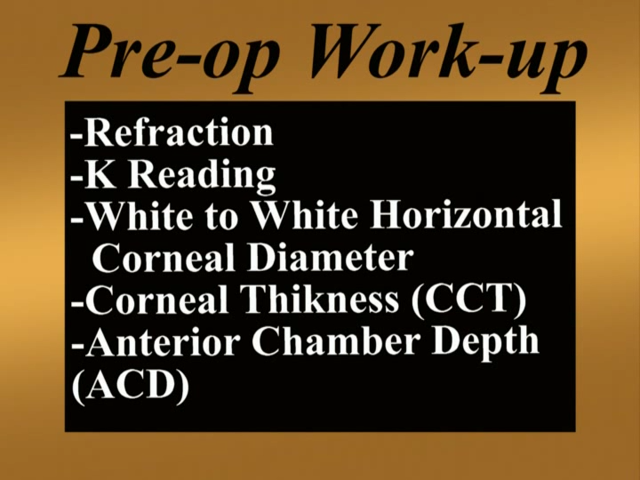 Pre-op Work-up
-Refraction
-K Reading
-White to White Horizontal
Corneal Diameter
-Corneal Thikness (CCT)
-Anterior Chamber Depth
(ACD)